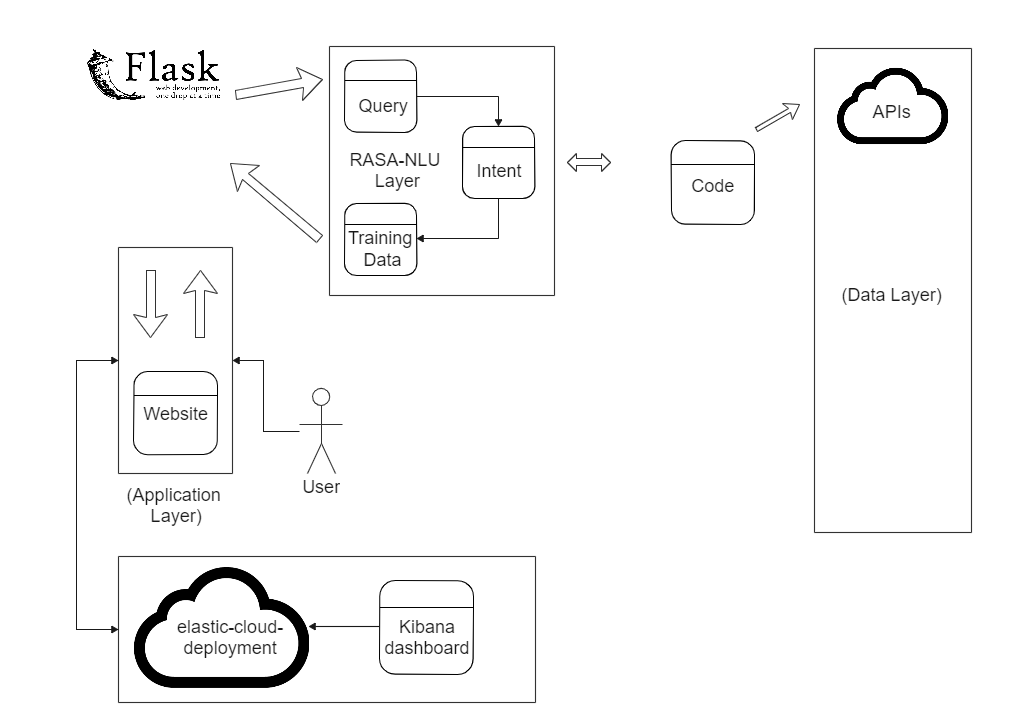 Flask
web development,
one drop at a time
Query
RASA-NLU
Layer
Intent
Training
Data
Code
APIs
(Data Layer)
Website
(Application
Layer)
User
elastic-cloud-
deployment
Kibana
dashboard